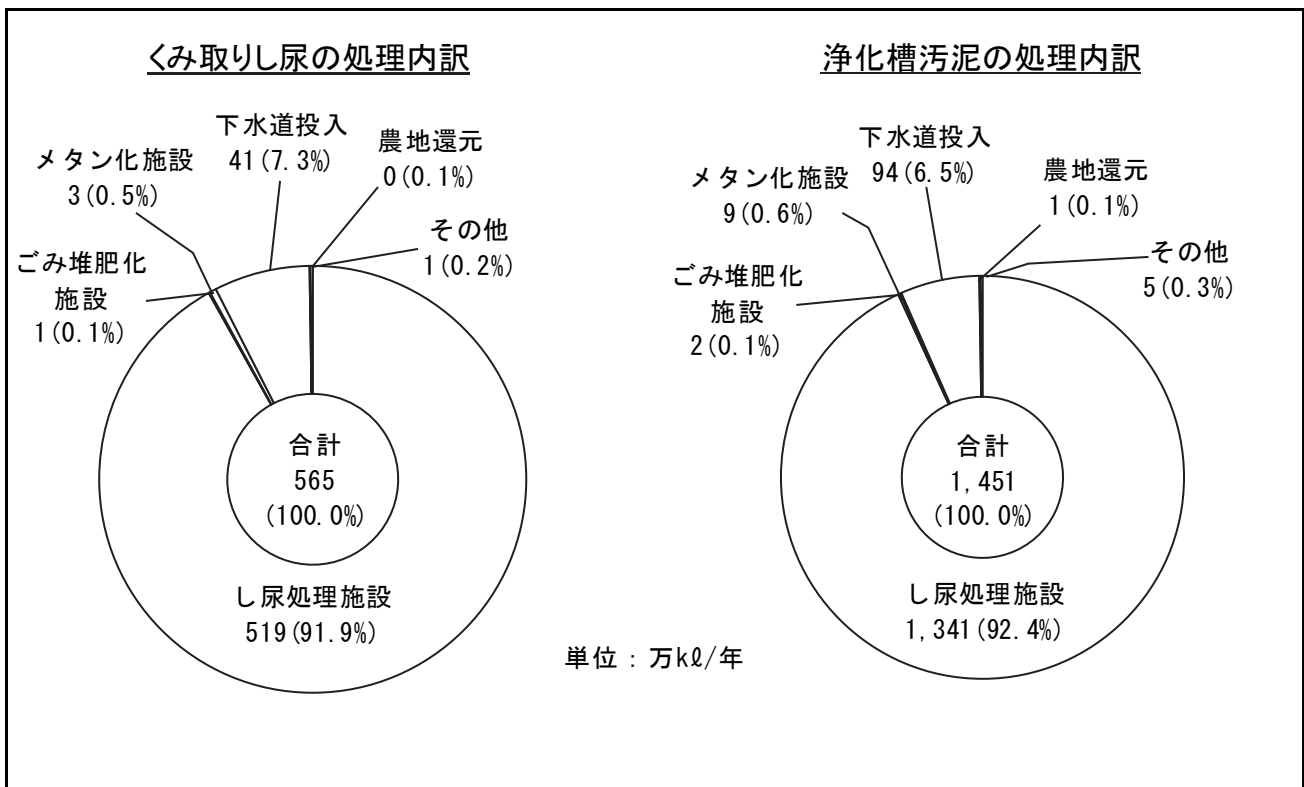 くみ取りし尿の処理内訳
下水道投入
41(7.3%)
農地還元
0(0.1%)
メタン化施設
3(0.5%)
その他
1(0.2%)
ごみ堆肥化
施設
1(0.1%)
合計
565
(100.0%)
し尿処理施設
519(91.9%)
浄化槽汚泥の処理内訳
下水道投入
94(6.5%)
農地還元
1(0.1%)
メタン化施設
9(0.6%)
その他
5(0.3%)
ごみ堆肥化
施設
2(0.1%)
合計
1,451
(100.0%)
し尿処理施設
1,341(92.4%)
単位：万kℓ/年